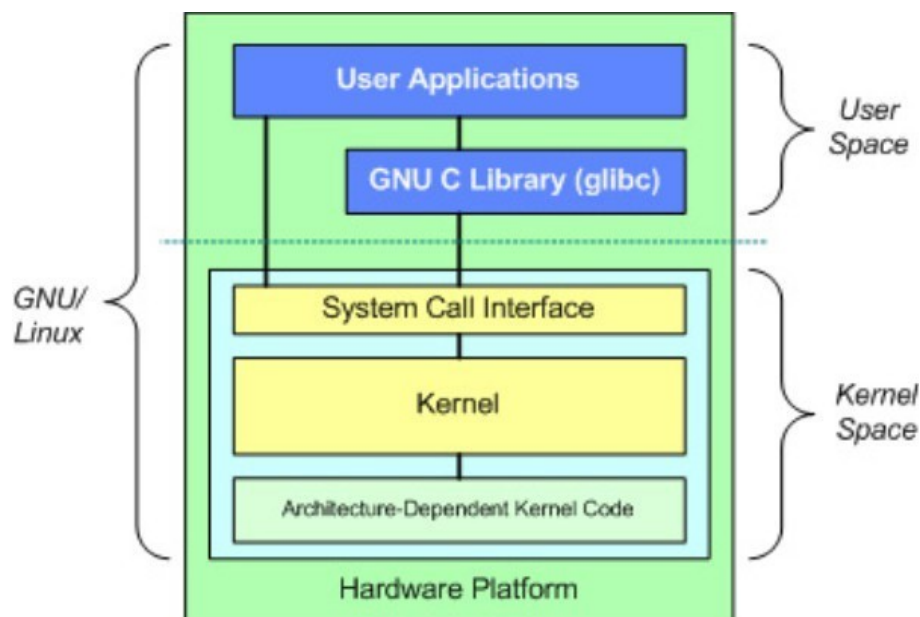 User Applications
GNU C Library (glibc)
User
Space
GNU/
Linux
System Call Interface
Kernel
Architecture-Dependent Kernel Code
Kernel
Space
Hardware Platform